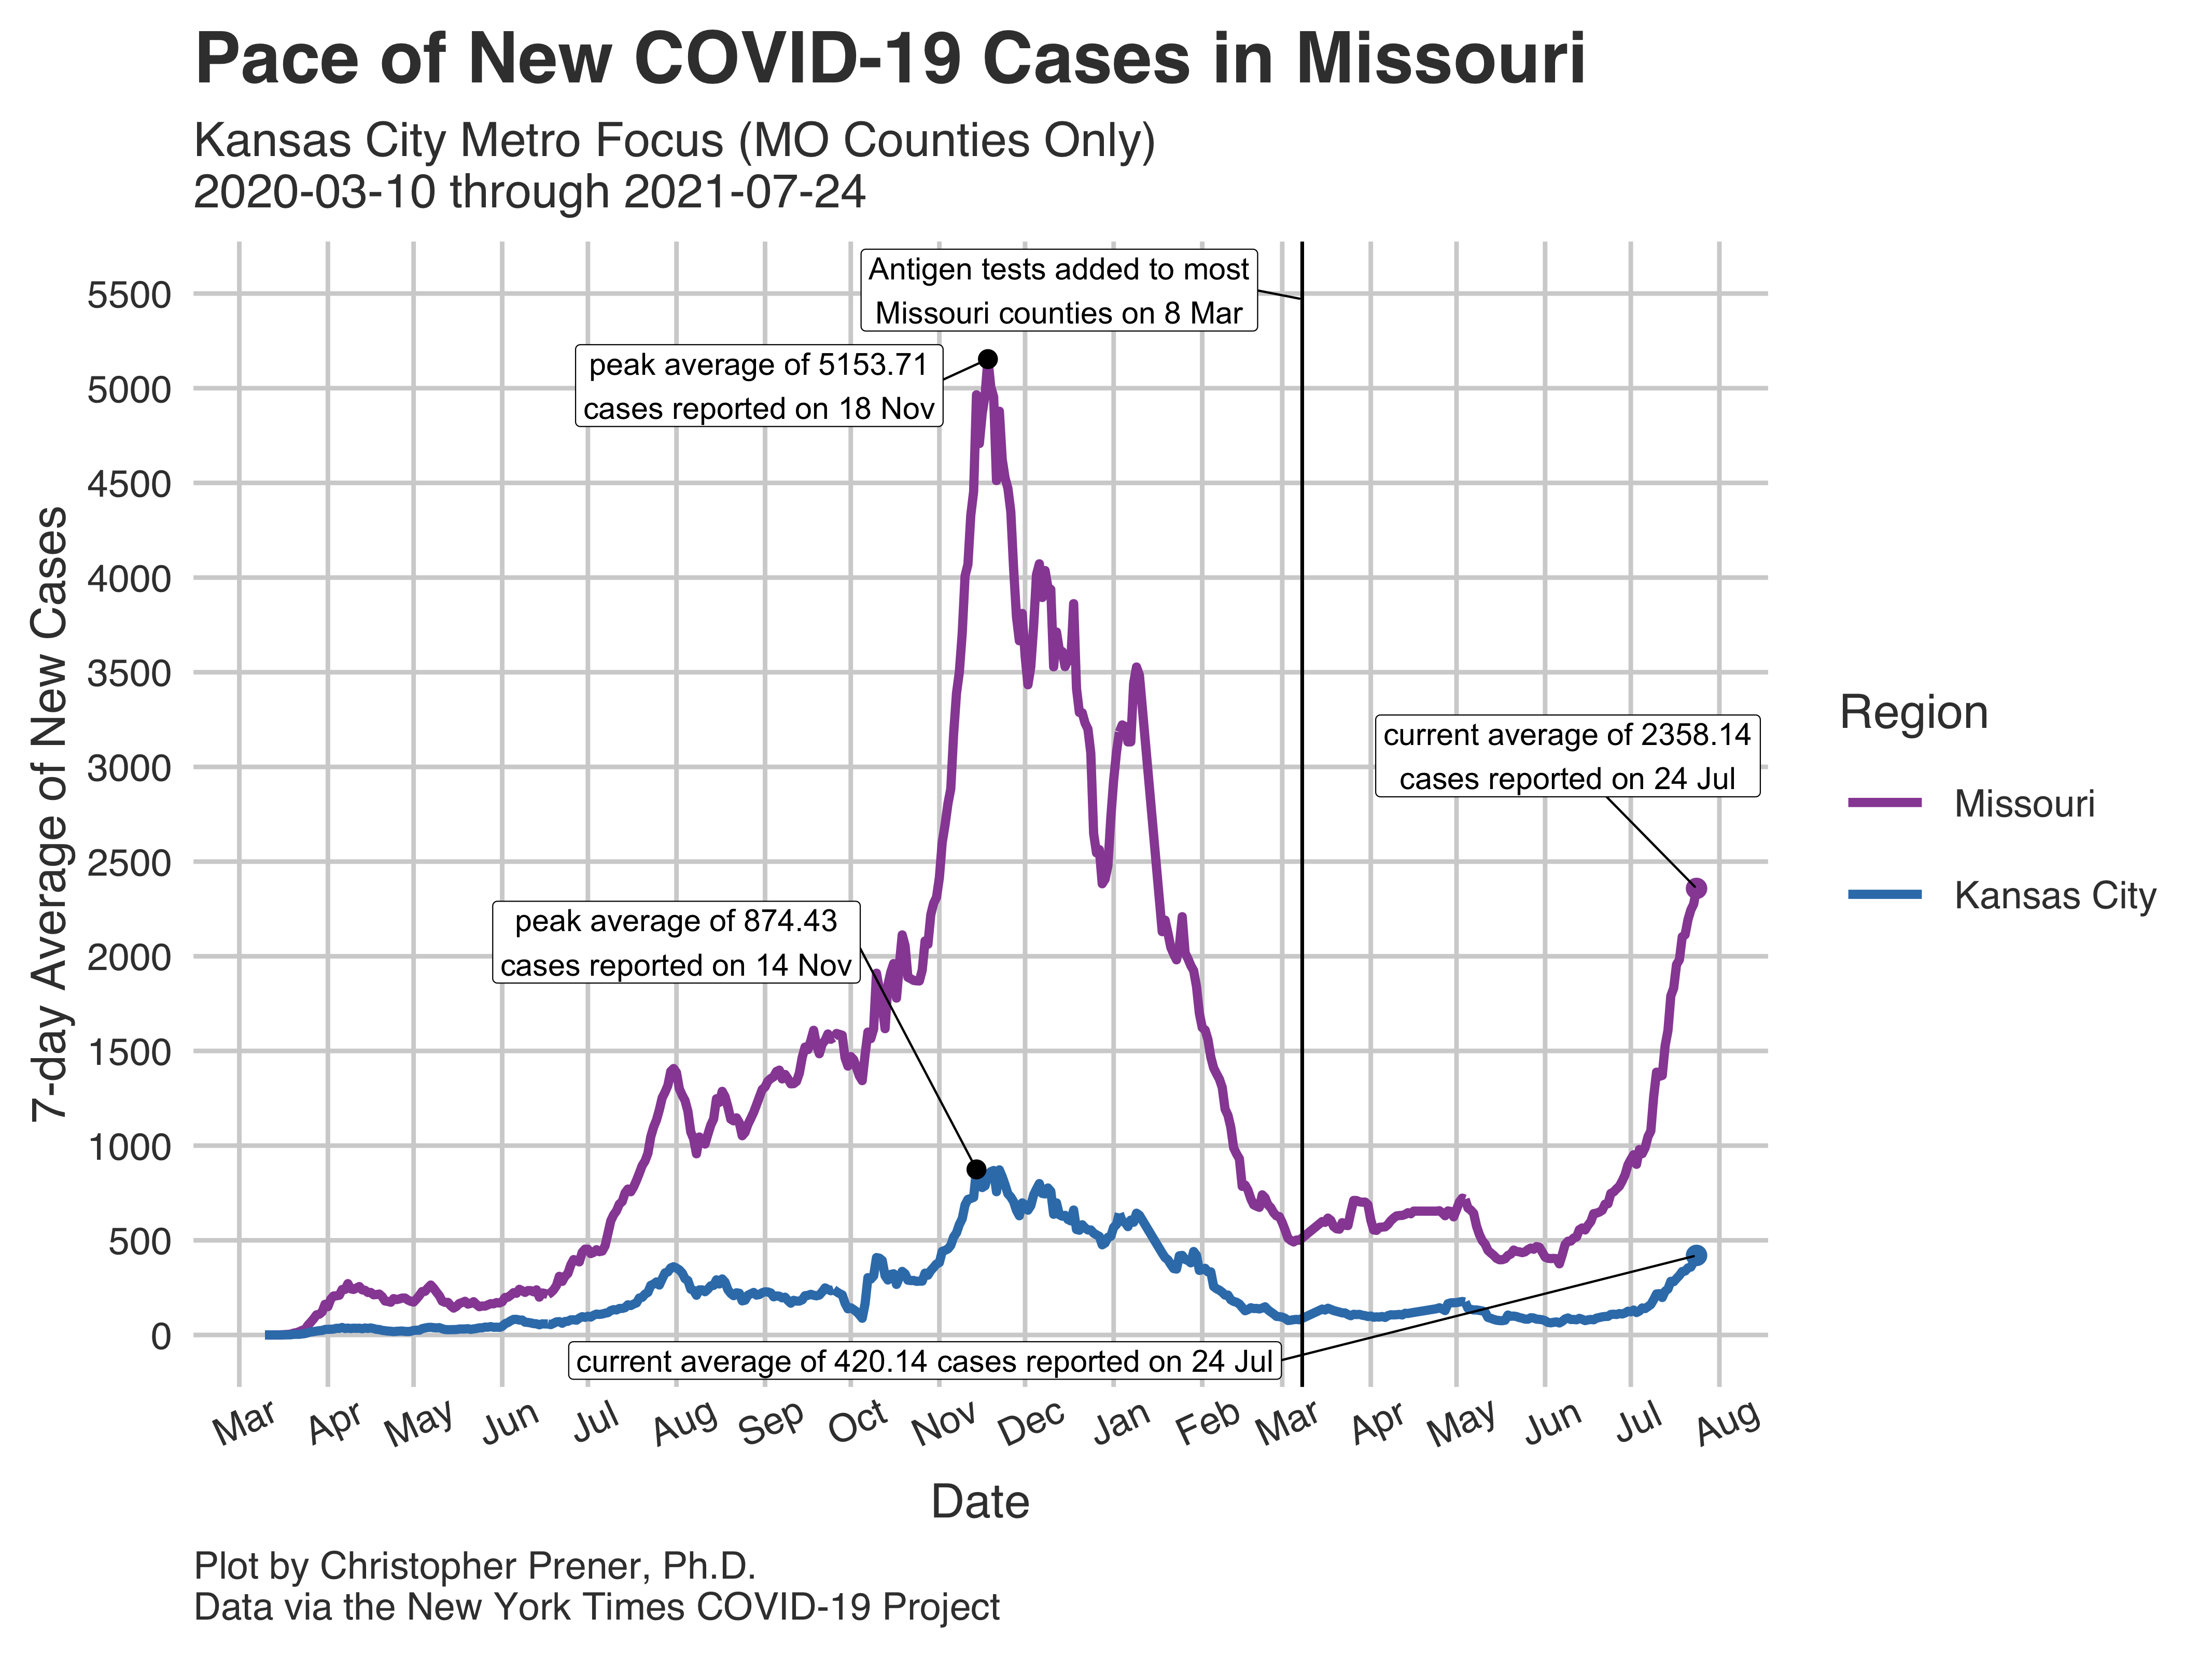 Pace of New COVID-19 Cases in Missouri
Kansas City Metro Focus (MO Counties Only)
2020-03-10 through 2021-07-24
Antigen tests added to most
Missouri counties on 8 Mar
peak average of 5153.71
cases reported on 18 Nov
current average of 2358.14
cases reported on 24 Jul
peak average of 874.43
cases reported on 14 Nov
current average of 420.14 cases reported on 24 Jul
7-day Average of New Cases
5500
5000
4500
4000
3500
3000
2500
2000
1500
1000
500
0
Mar Apr May Jun Jul Aug Sep Oct Nov Dec Jan Feb Mar Apr May Jun Jul Aug
Date
Region
Missouri
Kansas City
Plot by Christopher Prener, Ph.D.
Data via the New York Times COVID-19 Project